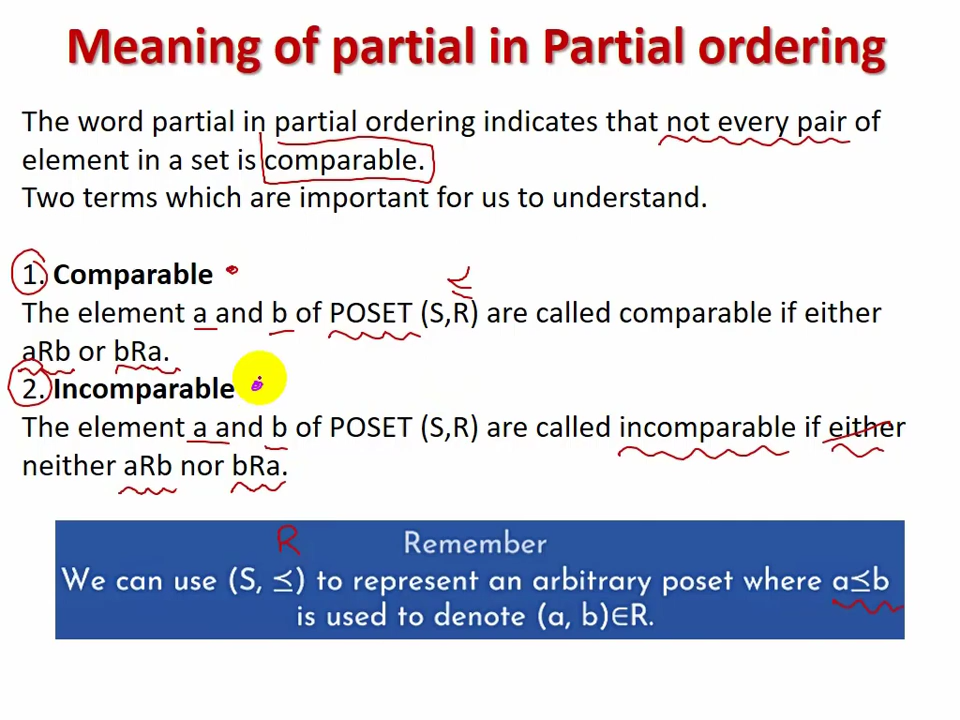 Meaning of partial in Partial ordering
The word partial in partial ordering indicates that not every pair of
element in a set is comparable.
Two terms which are important for us to understand.
1. Comparable
⪯
The element a and b of POSET (S,R) are called comparable if either
aRb or bRa.
2. Incomparable
The element a and b of POSET (S,R) are called incomparable if either
neither aRb nor bRa.
R
Remember
We can use (S, ⪯) to represent an arbitrary poset where a⪯b
is used to denote (a, b)∈R.